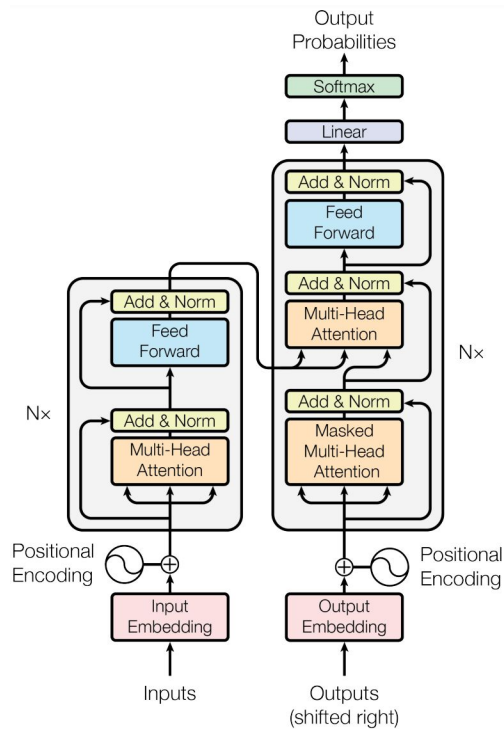 Output
Probabilities
Softmax
Linear
Add & Norm
Feed
Forward
Add & Norm
Multi-Head
Attention
Add & Norm
Masked
Multi-Head
Attention
N×
Add & Norm
Feed
Forward
Add & Norm
Multi-Head
Attention
N×
Positional
Encoding
Positional
Encoding
Input
Embedding
Output
Embedding
Inputs
Outputs
(shifted right)